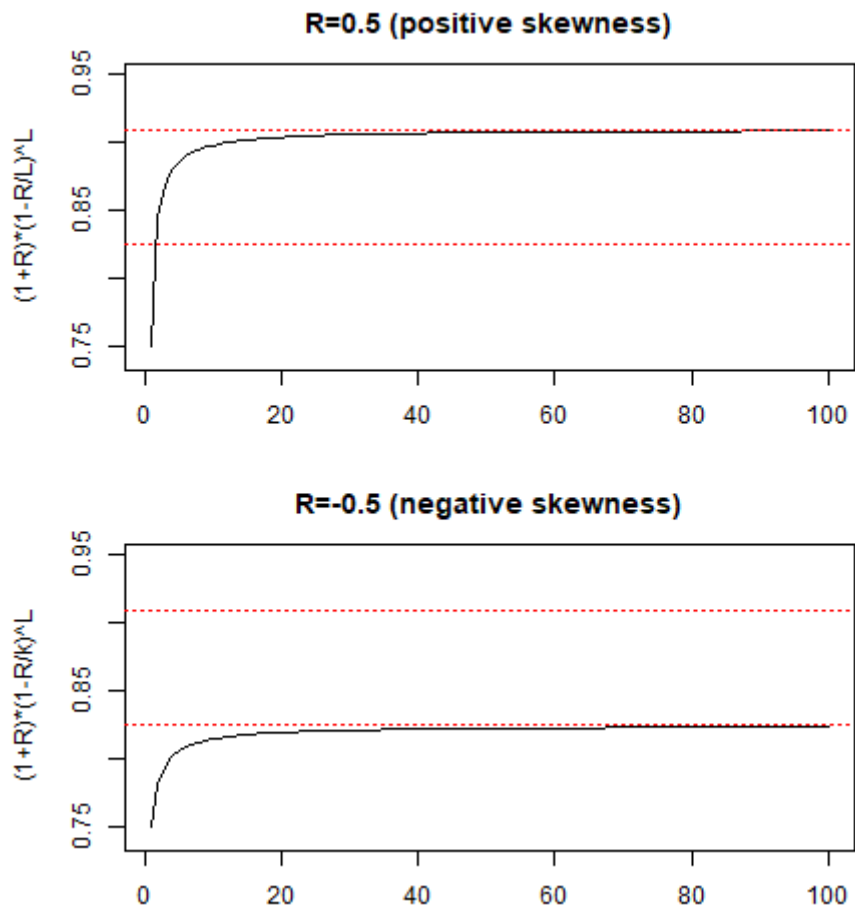 R=0.5 (positive skewness)
(1+R)*(1-R/L)^L
0.95
0.85
0.75
0 20 40 60 80 100
R=-0.5 (negative skewness)
(1+R)*(1-R/k)^L
0.95
0.85
0.75
0 20 40 60 80 100